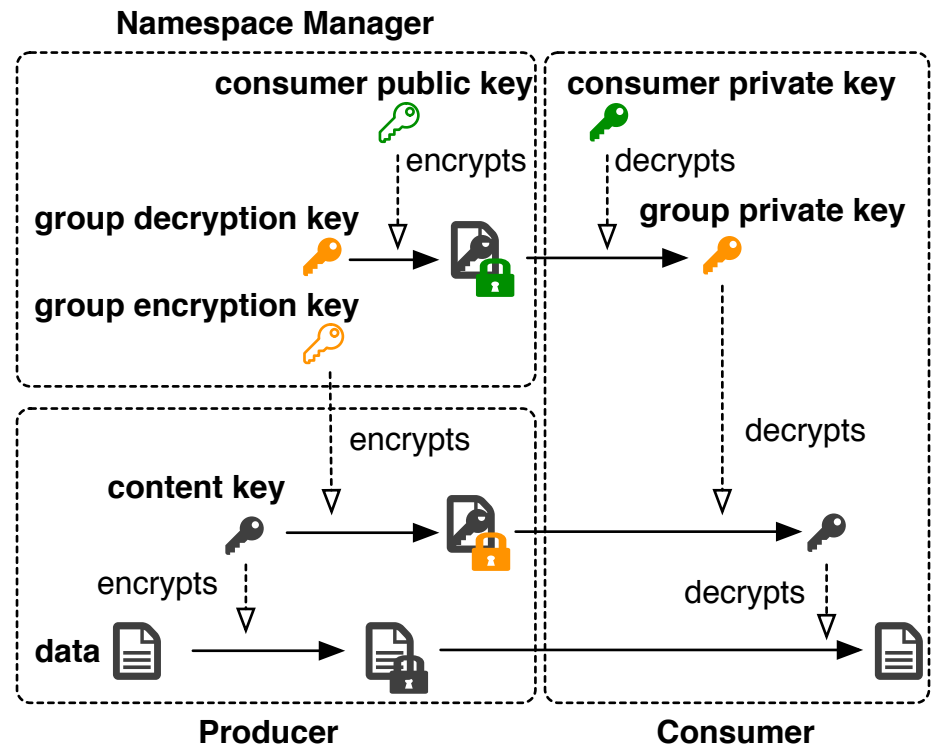 Namespace Manager
consumer public key
consumer private key
encrypts
decrypts
group decryption key
group private key
group encryption key
encrypts
decrypts
content key
encrypts
decrypts
data
Producer
Consumer